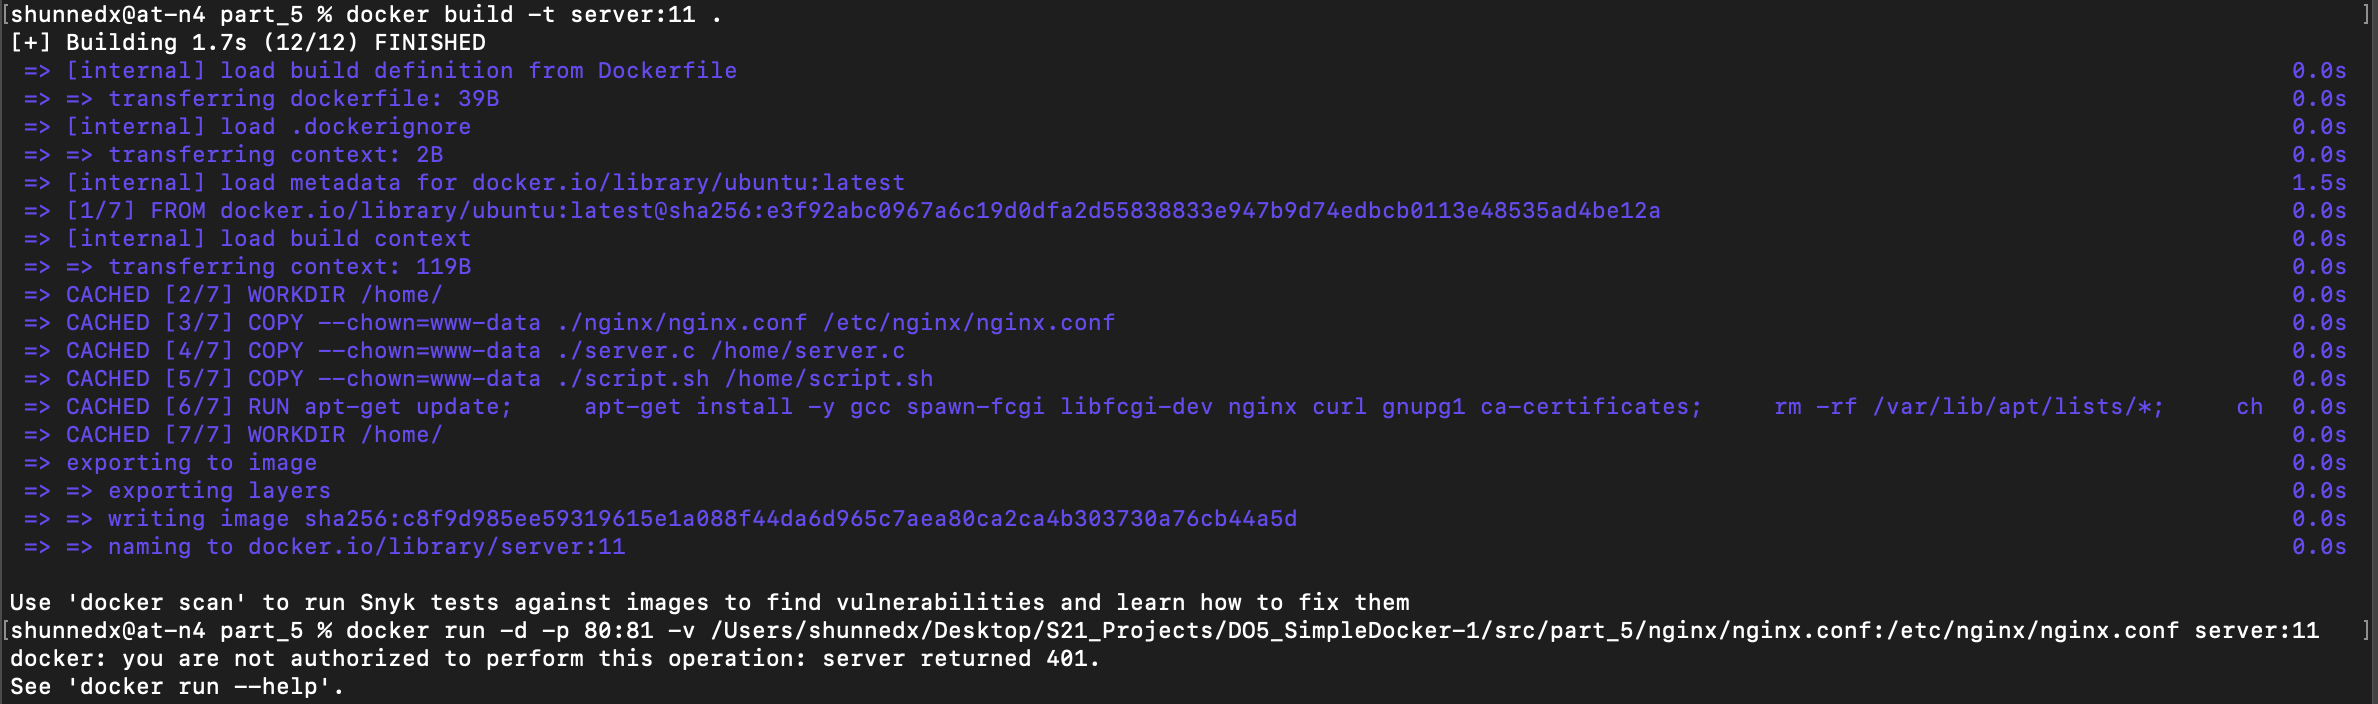 [shunnedx@at-n4 part_5 % docker build -t server:11 . ]
[+] Building 1.7s (12/12) FINISHED
=> [internal] load build definition from Dockerfile 0.0s
=> => transferring dockerfile: 39B 0.0s
=> [internal] load .dockerignore 0.0s
=> => transferring context: 2B 0.0s
=> [internal] load metadata for docker.io/library/ubuntu:latest 1.5s
=> [1/7] FROM docker.io/library/ubuntu:latest@sha256:e3f92abc0967a6c19d0dfa2d55838833e947b9d74edbcb0113e48535ad4be12a 0.0s
=> [internal] load build context 0.0s
=> => transferring context: 119B 0.0s
=> CACHED [2/7] WORKDIR /home/ 0.0s
=> CACHED [3/7] COPY --chown=www-data ./nginx/nginx.conf /etc/nginx/nginx.conf 0.0s
=> CACHED [4/7] COPY --chown=www-data ./server.c /home/server.c 0.0s
=> CACHED [5/7] COPY --chown=www-data ./script.sh /home/script.sh 0.0s
=> CACHED [6/7] RUN apt-get update;     apt-get install -y gcc spawn-fcgi libfcgi-dev nginx curl gnupg1 ca-certificates;     rm -rf /var/lib/apt/lists/*;     ch 0.0s
=> CACHED [7/7] WORKDIR /home/ 0.0s
=> exporting to image 0.0s
=> => exporting layers 0.0s
=> => writing image sha256:c8f9d985ee59319615e1a088f44da6d965c7aea80ca2ca4b303730a76cb44a5d 0.0s
=> => naming to docker.io/library/server:11 0.0s
Use 'docker scan' to run Snyk tests against images to find vulnerabilities and learn how to fix them
[shunnedx@at-n4 part_5 % docker run -d -p 80:81 -v /Users/shunnedx/Desktop/S21_Projects/DO5_SimpleDocker-1/src/part_5/nginx/nginx.conf:/etc/nginx/nginx.conf server:11 ]
docker: you are not authorized to perform this operation: server returned 401.
See 'docker run --help'.